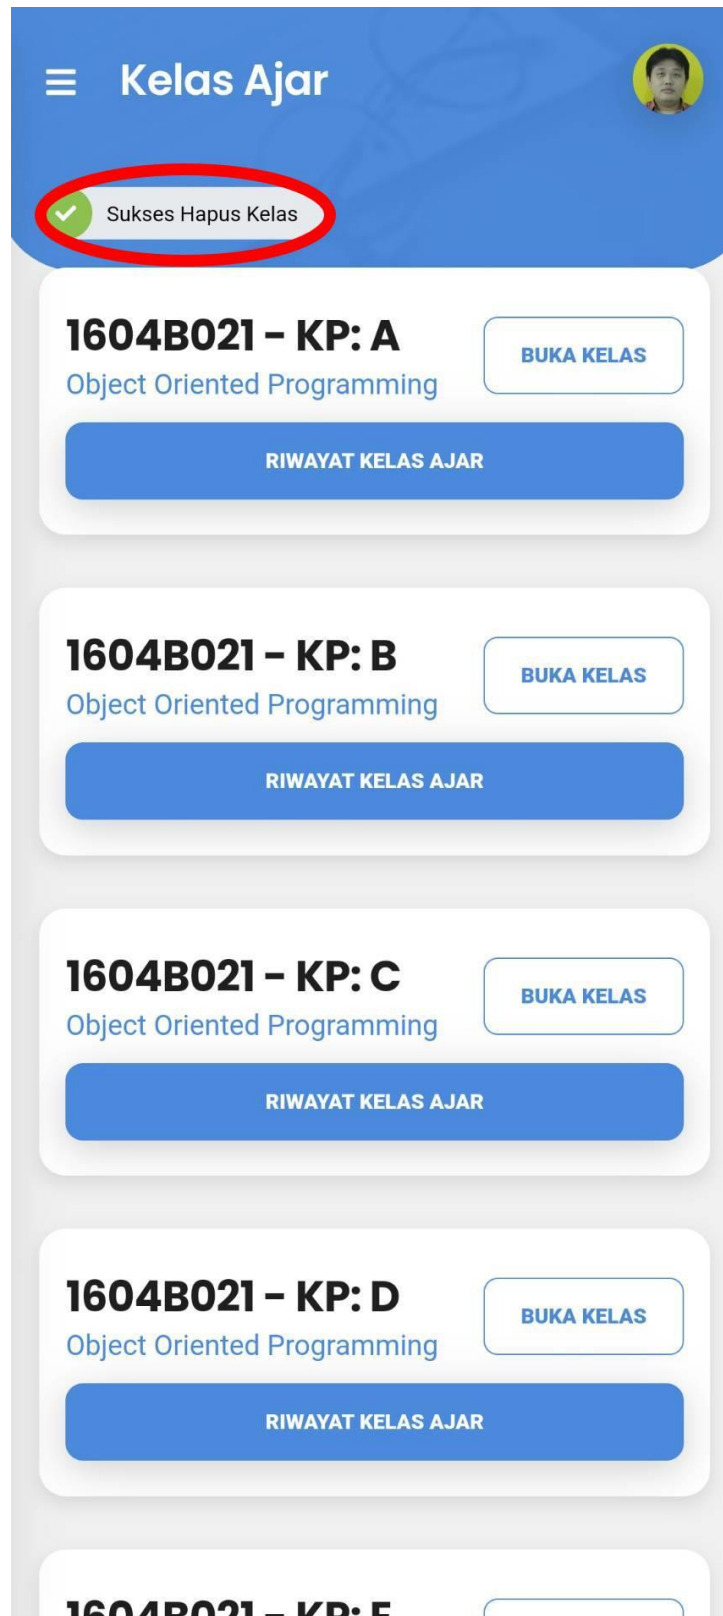 Kelas Ajar
Sukses Hapus Kelas
1604B021 - KP: A
BUKA KELAS
Object Oriented Programming
RIWAYAT KELAS AJAR
1604B021 - KP: B
BUKA KELAS
Object Oriented Programming
RIWAYAT KELAS AJAR
1604B021 - KP: C
BUKA KELAS
Object Oriented Programming
RIWAYAT KELAS AJAR
1604B021 - KP: D
BUKA KELAS
Object Oriented Programming
RIWAYAT KELAS AJAR
1604B021 - KP: